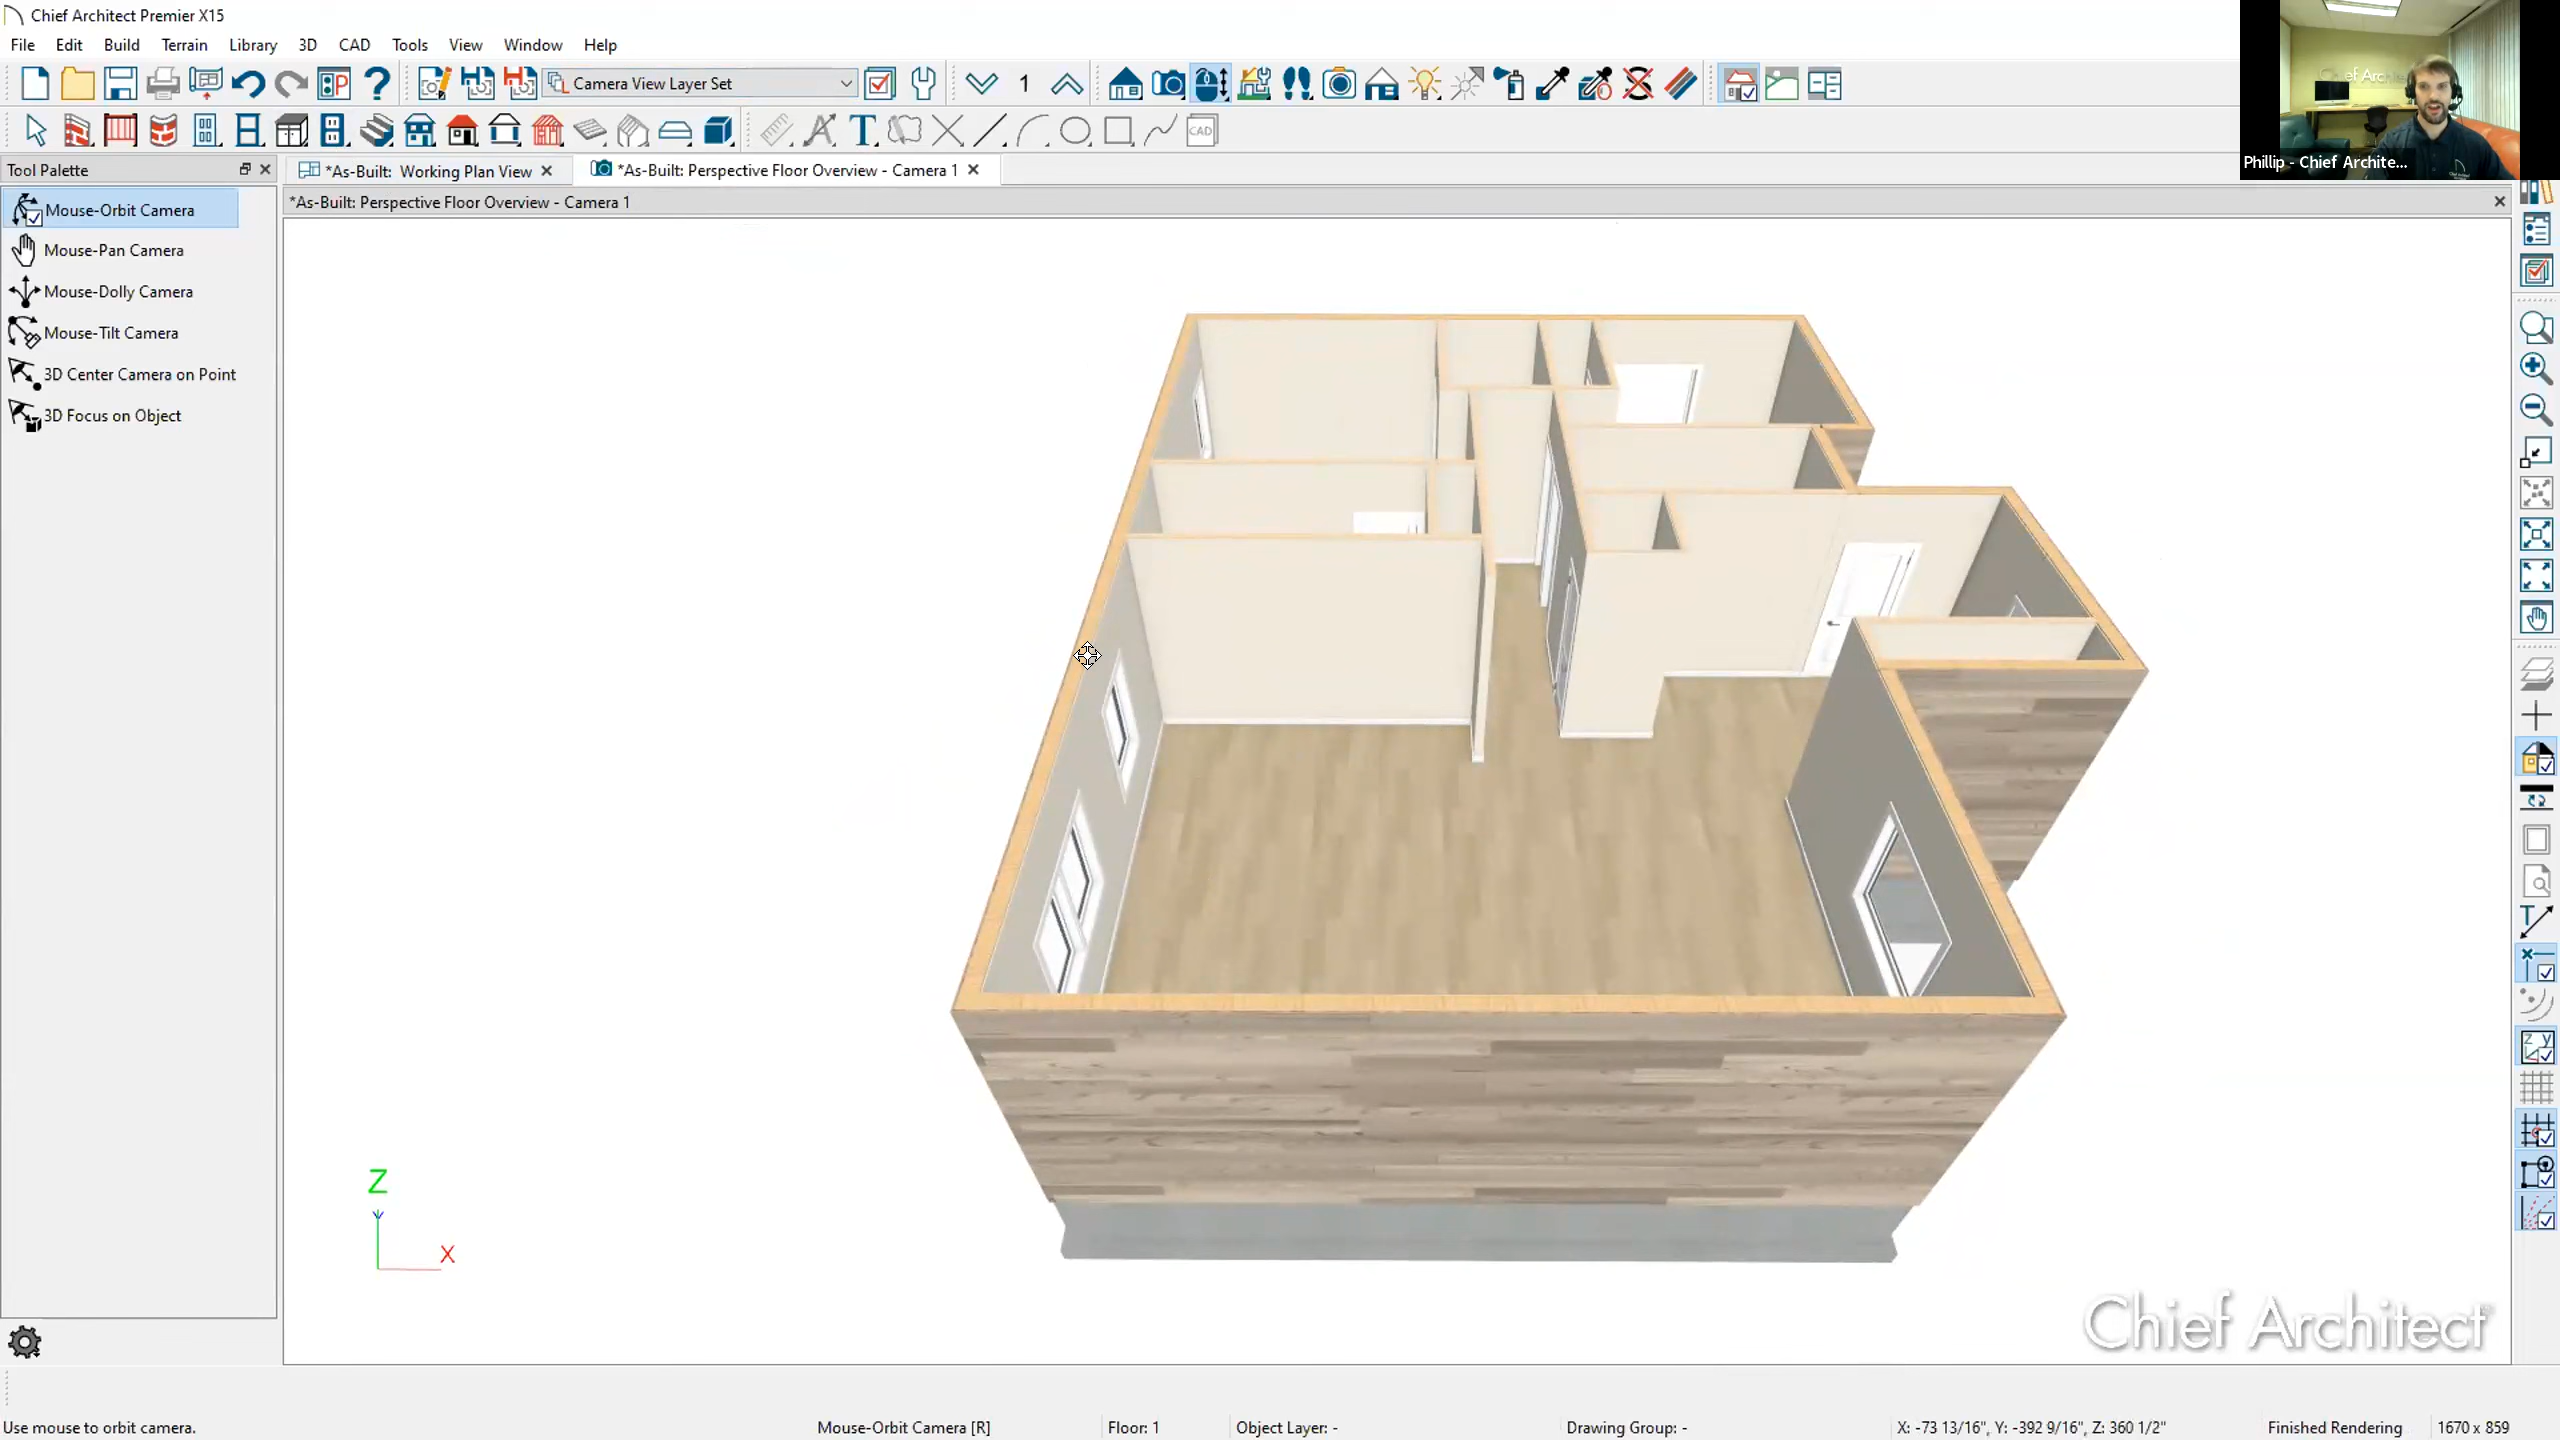 Chief Architect Premier X15
File Edit Build Terrain Library 3D CAD Tools View Window Help
Camera View Layer Set
1
CAD
Phillip - Chief Archite...
Tool Palette
*As-Built: Working Plan View
*As-Built: Perspective Floor Overview - Camera 1
*As-Built: Perspective Floor Overview - Camera 1
Mouse-Orbit Camera
Mouse-Pan Camera
Mouse-Dolly Camera
Mouse-Tilt Camera
3D Center Camera on Point
3D Focus on Object
Z
X
Chief Architect
Use mouse to orbit camera.
Mouse-Orbit Camera [R]
Floor: 1
Object Layer: -
Drawing Group: -
X: -73 13/16", Y: -392 9/16", Z: 360 1/2"
Finished Rendering
1670 x 859